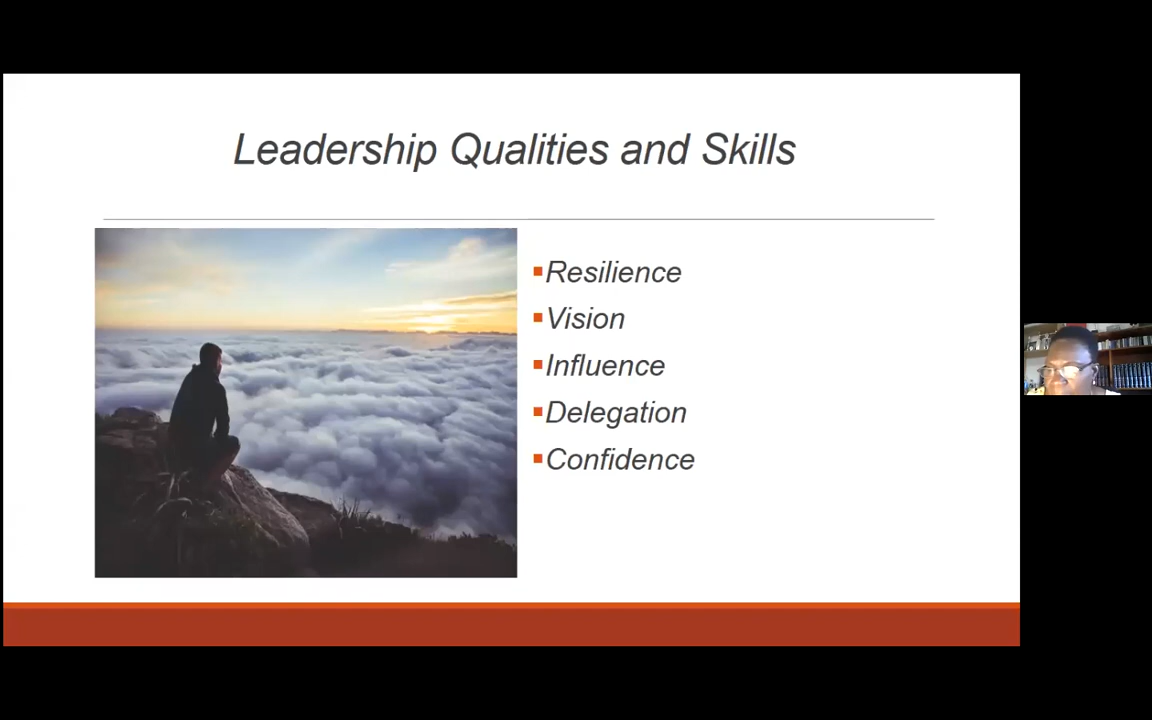 Leadership Qualities and Skills
Resilience
Vision
Influence
Delegation
Confidence